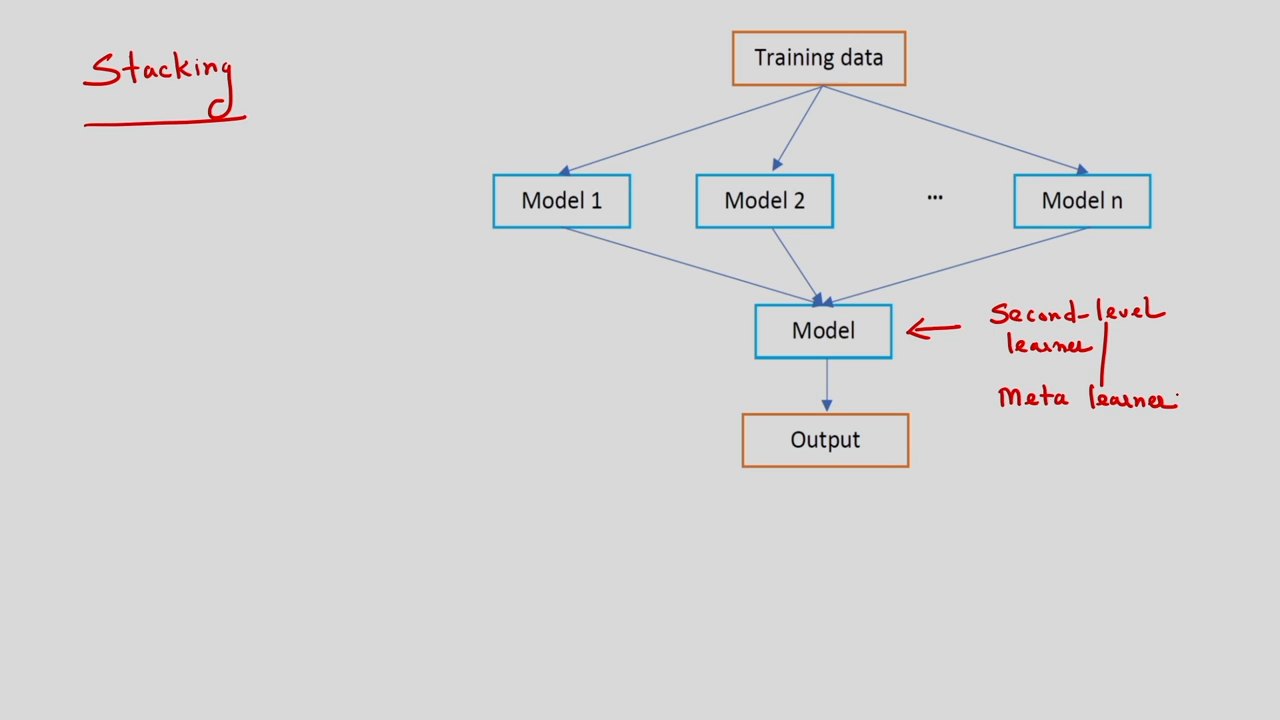 Stacking
Training data
Model 1
Model 2
...
Model n
Model
Second-level
learner
Meta learner
Output